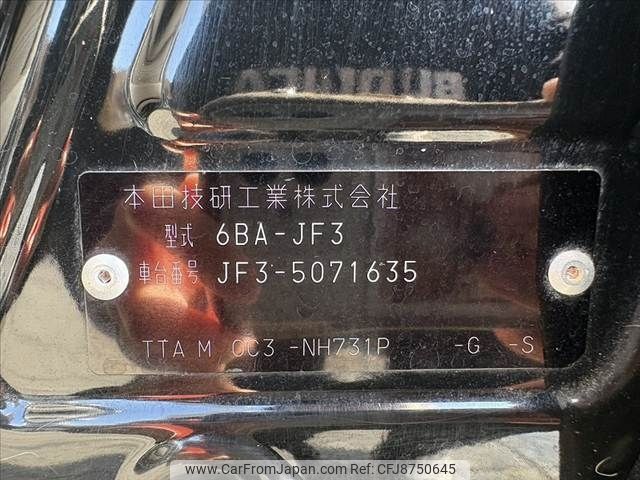 本田技研工業株式会社
型式 6BA-JF3
車台番号 JF3-5071635
TTA M 0C3 -NH731P -G -S
www.CarFromJapan.com | © CFJ8750645